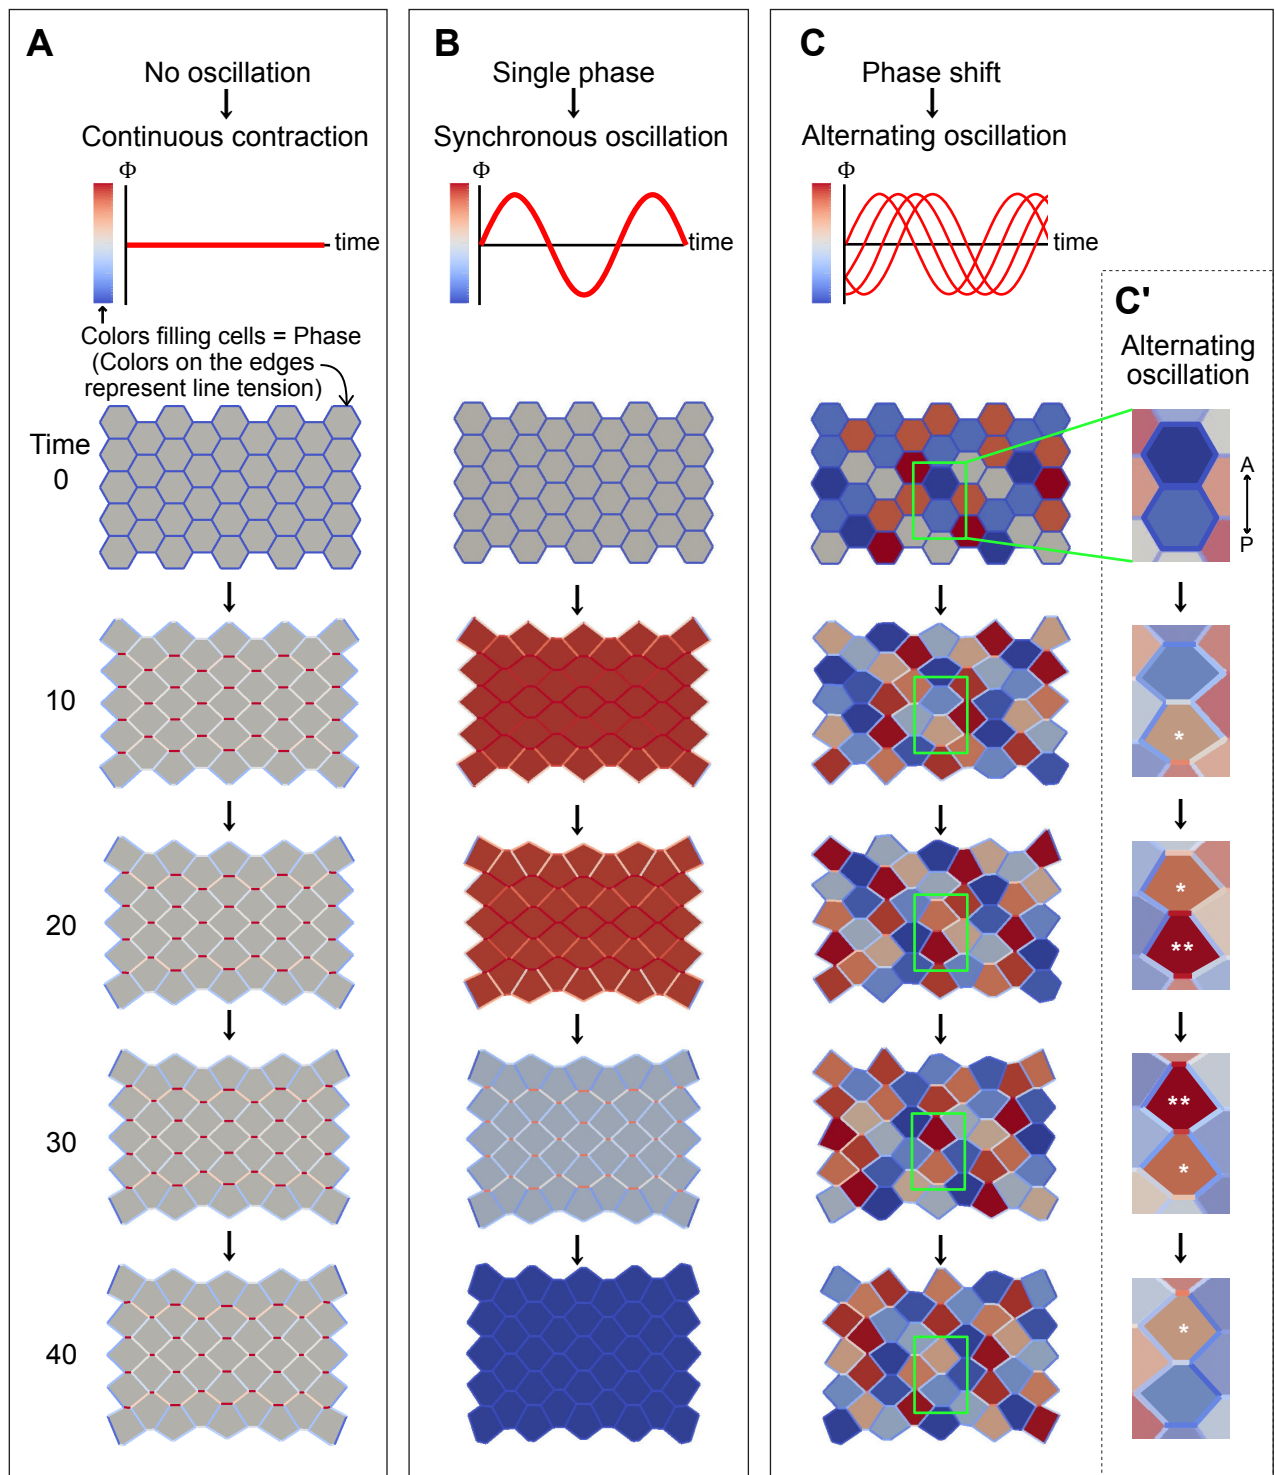 A
No oscillation
Continuous contraction
Φ
time
Colors filling cells = Phase
(Colors on the edges
represent line tension)
Time
0
10
20
30
40
B
Single phase
Synchronous oscillation
Φ
time
C
Phase shift
Alternating oscillation
Φ
time
C'
Alternating
oscillation
A
P
*
*
**
**
*
*